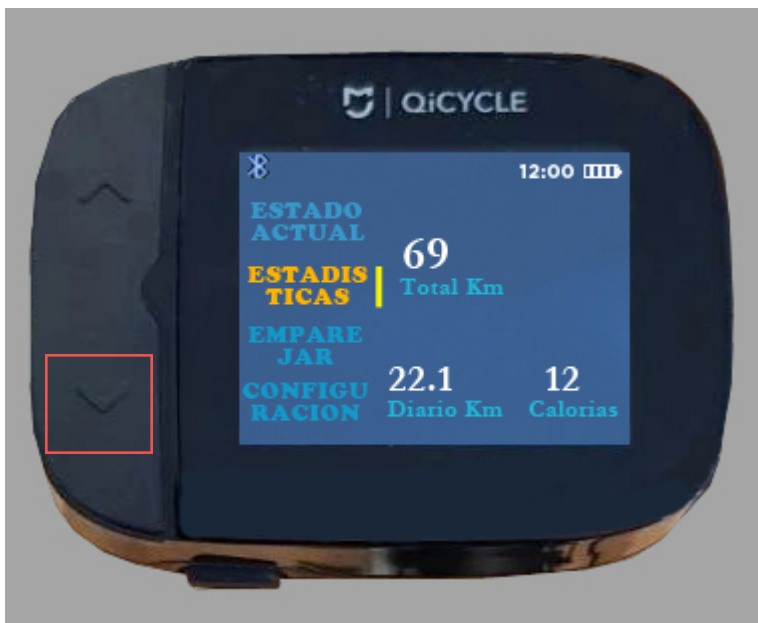 QiCYCLE
12:00
ESTADO
ACTUAL
69
Total Km
ESTADIS
TICAS
EMPARE
JAR
CONFIGU
RACION
22.1
Diario Km
12
Calorias